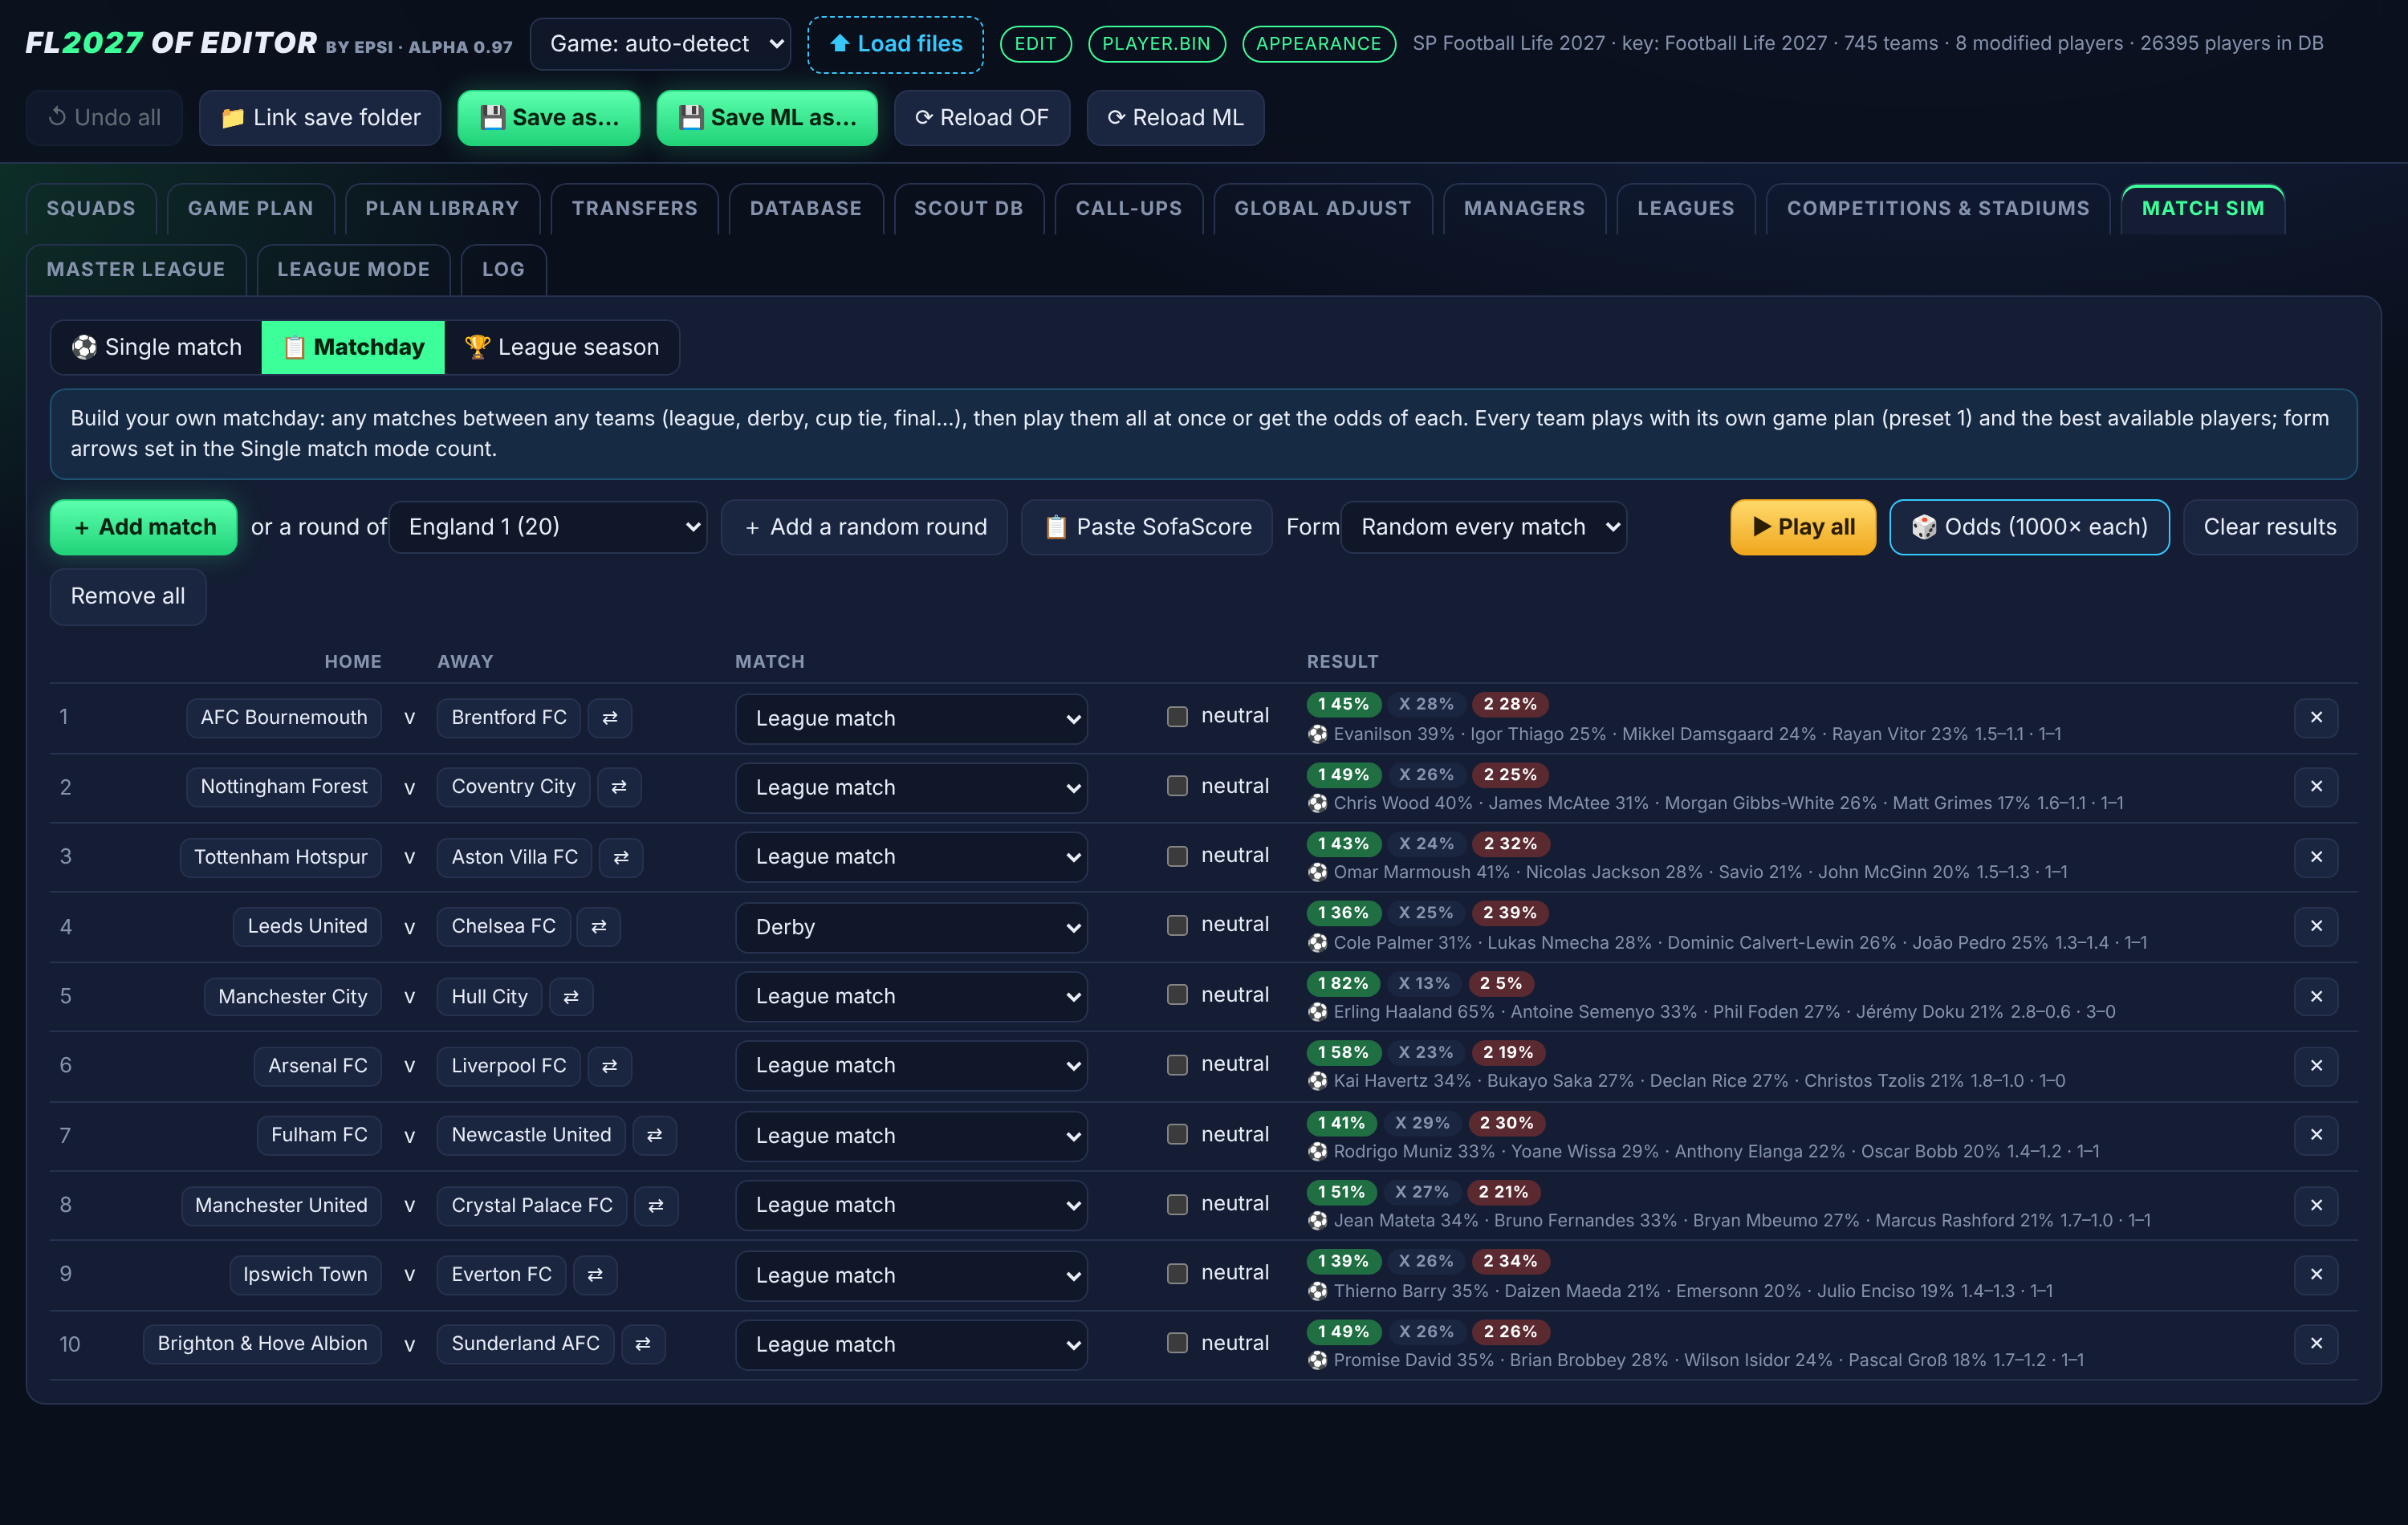 FL2027 OF EDITOR BY EPSI · ALPHA 0.97 Game: auto-detect Load files EDIT PLAYER.BIN APPEARANCE SP Football Life 2027 · key: Football Life 2027 · 745 teams · 8 modified players · 26395 players in DB
Undo all Link save folder Save as... Save ML as... Reload OF Reload ML
SQUADS GAME PLAN PLAN LIBRARY TRANSFERS DATABASE SCOUT DB CALL-UPS GLOBAL ADJUST MANAGERS LEAGUES COMPETITIONS & STADIUMS MATCH SIM
MASTER LEAGUE LEAGUE MODE LOG
Single match Matchday League season
Build your own matchday: any matches between any teams (league, derby, cup tie, final...), then play them all at once or get the odds of each. Every team plays with its own game plan (preset 1) and the best available players; form
arrows set in the Single match mode count.
+ Add match or a round of England 1 (20) + Add a random round Paste SofaScore Form Random every match Play all Odds (1000× each) Clear results
Remove all
HOME AWAY MATCH RESULT
1 AFC Bournemouth v Brentford FC ⇄ League match neutral 1 45% X 28% 2 28% ×
Evanilson 39% · Igor Thiago 25% · Mikkel Damsgaard 24% · Rayan Vitor 23% 1.5–1.1 · 1–1
2 Nottingham Forest v Coventry City ⇄ League match neutral 1 49% X 26% 2 25% ×
Chris Wood 40% · James McAtee 31% · Morgan Gibbs-White 26% · Matt Grimes 17% 1.6–1.1 · 1–1
3 Tottenham Hotspur v Aston Villa FC ⇄ League match neutral 1 43% X 24% 2 32% ×
Omar Marmoush 41% · Nicolas Jackson 28% · Savio 21% · John McGinn 20% 1.5–1.3 · 1–1
4 Leeds United v Chelsea FC ⇄ Derby neutral 1 36% X 25% 2 39% ×
Cole Palmer 31% · Lukas Nmecha 28% · Dominic Calvert-Lewin 26% · João Pedro 25% 1.3–1.4 · 1–1
5 Manchester City v Hull City ⇄ League match neutral 1 82% X 13% 2 5% ×
Erling Haaland 65% · Antoine Semenyo 33% · Phil Foden 27% · Jérémy Doku 21% 2.8–0.6 · 3–0
6 Arsenal FC v Liverpool FC ⇄ League match neutral 1 58% X 23% 2 19% ×
Kai Havertz 34% · Bukayo Saka 27% · Declan Rice 27% · Christos Tzolis 21% 1.8–1.0 · 1–0
7 Fulham FC v Newcastle United ⇄ League match neutral 1 41% X 29% 2 30% ×
Rodrigo Muniz 33% · Yoane Wissa 29% · Anthony Elanga 22% · Oscar Bobb 20% 1.4–1.2 · 1–1
8 Manchester United v Crystal Palace FC ⇄ League match neutral 1 51% X 27% 2 21% ×
Jean Mateta 34% · Bruno Fernandes 33% · Bryan Mbeumo 27% · Marcus Rashford 21% 1.7–1.0 · 1–1
9 Ipswich Town v Everton FC ⇄ League match neutral 1 39% X 26% 2 34% ×
Thierno Barry 35% · Daizen Maeda 21% · Emersonn 20% · Julio Enciso 19% 1.4–1.3 · 1–1
10 Brighton & Hove Albion v Sunderland AFC ⇄ League match neutral 1 49% X 26% 2 26% ×
Promise David 35% · Brian Brobbey 28% · Wilson Isidor 24% · Pascal Groß 18% 1.7–1.2 · 1–1